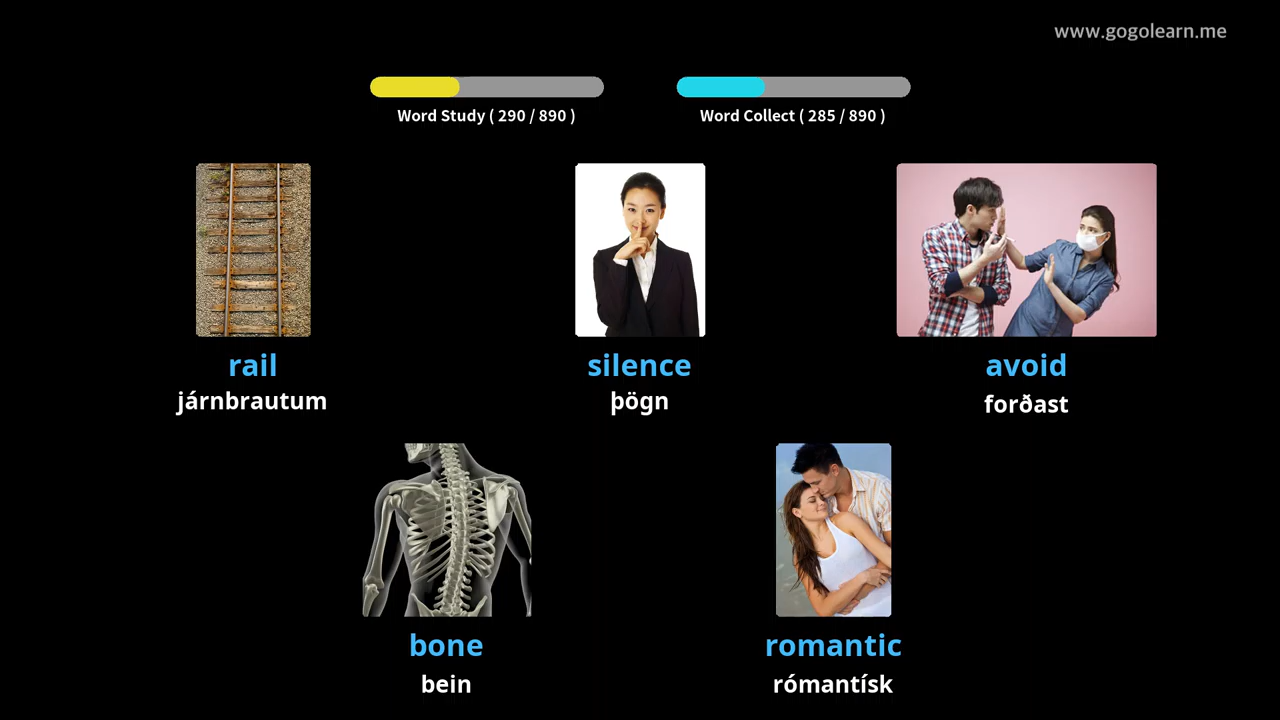 www.gogolearn.me
Word Study ( 290 / 890 )
Word Collect ( 285 / 890 )
rail
járnbrautum
silence
þögn
avoid
forðast
bone
bein
romantic
rómantísk